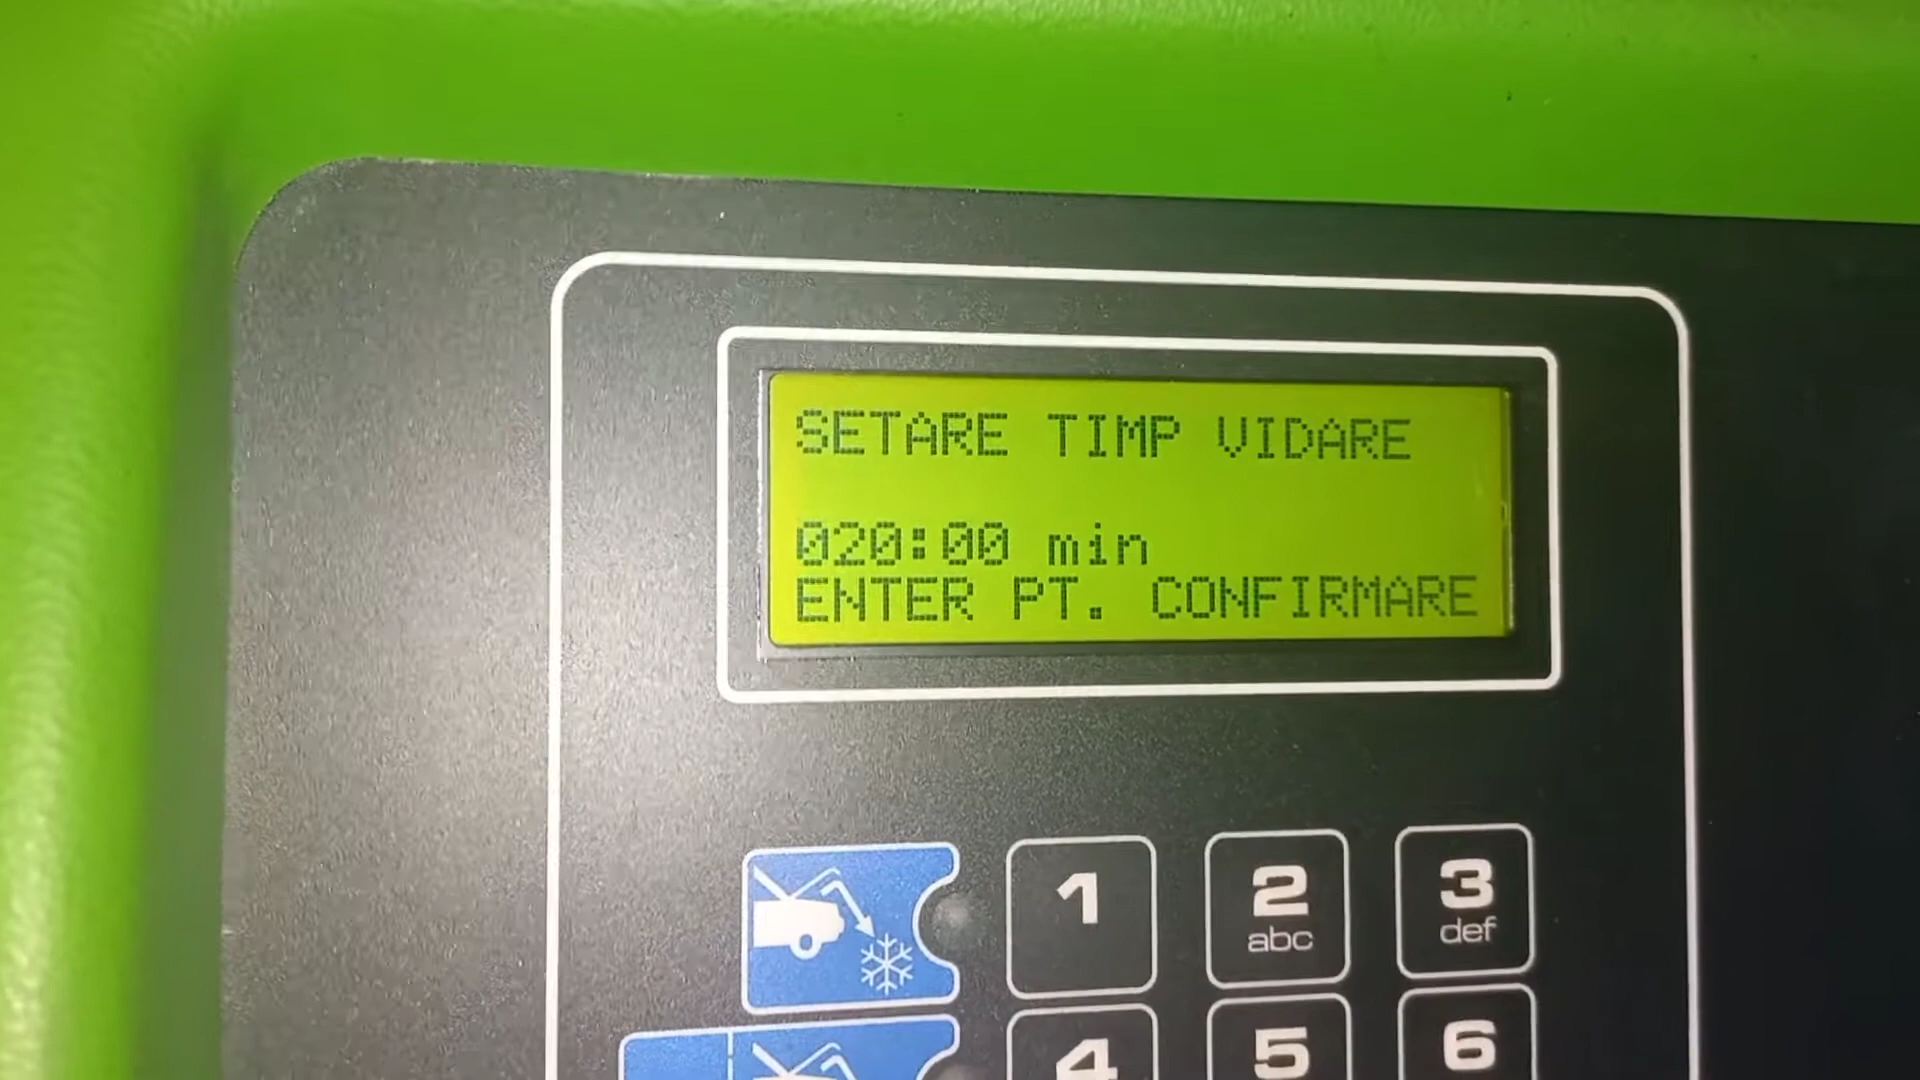 SETARE TIMP VIDARE
020:00 min
ENTER PT. CONFIRMARE
1
2
abc
3
def
4
5
6